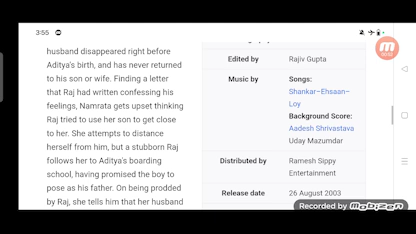 3:55
husband disappeared right before
Aditya's birth, and has never returned
to his son or wife. Finding a letter
that Raj had written confessing his
feelings, Namrata gets upset thinking
Raj tried to use her son to get close
to her. She attempts to distance
herself from him, but a stubborn Raj
follows her to Aditya's boarding
school, having promised the boy to
pose as his father. On being prodded
by Raj, she tells him that her husband
Edited by Rajiv Gupta
Music by Songs:
Shankar–Ehsaan–
Loy
Background Score:
Aadesh Shrivastava
Uday Mazumdar
Distributed by Ramesh Sippy
Entertainment
Release date 26 August 2003
Recorded by MOBIZEN